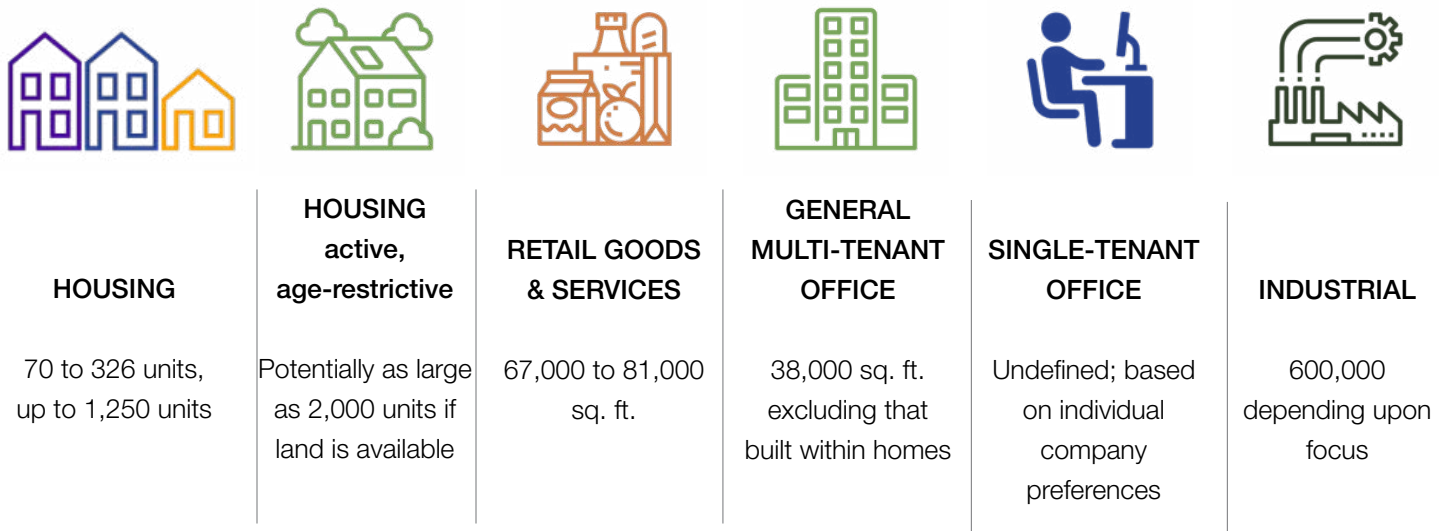 HOUSING
70 to 326 units,
up to 1,250 units
HOUSING
active,
age-restrictive
Potentially as large
as 2,000 units if
land is available
RETAIL GOODS
& SERVICES
67,000 to 81,000
sq. ft.
GENERAL
MULTI-TENANT
OFFICE
38,000 sq. ft.
excluding that
built within homes
SINGLE-TENANT
OFFICE
Undefined; based
on individual
company
preferences
INDUSTRIAL
600,000
depending upon
focus